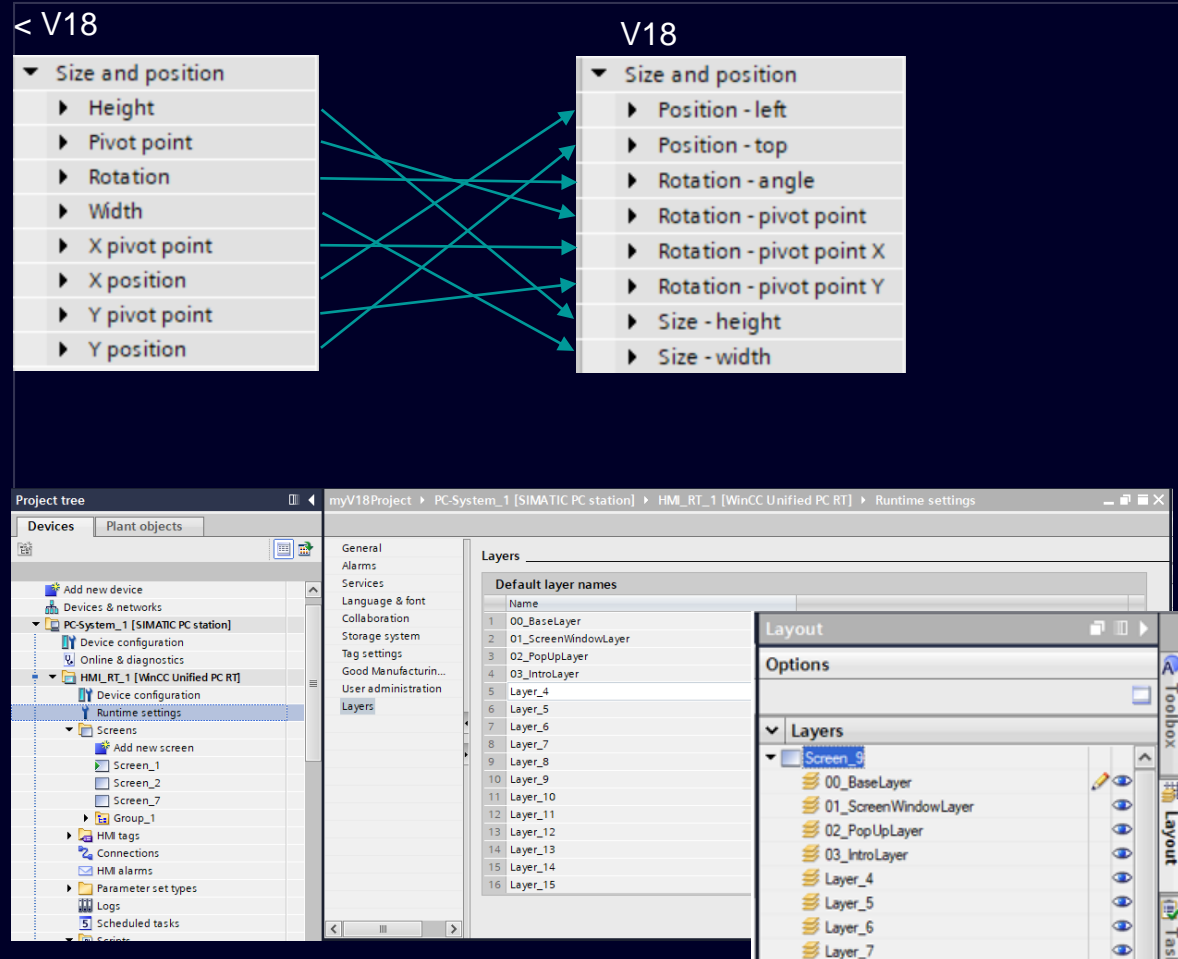 < V18
Size and position
Height
Pivot point
Rotation
Width
X pivot point
X position
Y pivot point
Y position
V18
Size and position
Position - left
Position - top
Rotation - angle
Rotation - pivot point
Rotation - pivot point X
Rotation - pivot point Y
Size - height
Size - width
Project tree
Devices
Plant objects
Add new device
Devices & networks
PC-System_1 [SIMATIC PC station]
Device configuration
Online & diagnostics
HMI_RT_1 [WinCC Unified PC RT]
Device configuration
Runtime settings
Screens
Add new screen
Screen_1
Screen_2
Screen_7
Group_1
HMI tags
Connections
HMI alarms
Parameter set types
Logs
Scheduled tasks
Scripts
myV18Project ▸ PC-System_1 [SIMATIC PC station] ▸ HMI_RT_1 [WinCC Unified PC RT] ▸ Runtime settings
General
Alarms
Services
Language & font
Collaboration
Storage system
Tag settings
Good Manufacturin...
User administration
Layers
Layers
Default layer names
Name
1 00_BaseLayer
2 01_ScreenWindowLayer
3 02_PopUpLayer
4 03_IntroLayer
5 Layer_4
6 Layer_5
7 Layer_6
8 Layer_7
9 Layer_8
10 Layer_9
11 Layer_10
12 Layer_11
13 Layer_12
14 Layer_13
15 Layer_14
16 Layer_15
Layout
Options
Layers
Screen_9
00_BaseLayer
01_ScreenWindowLayer
02_PopUpLayer
03_IntroLayer
Layer_4
Layer_5
Layer_6
Layer_7
Toolbox
Layout